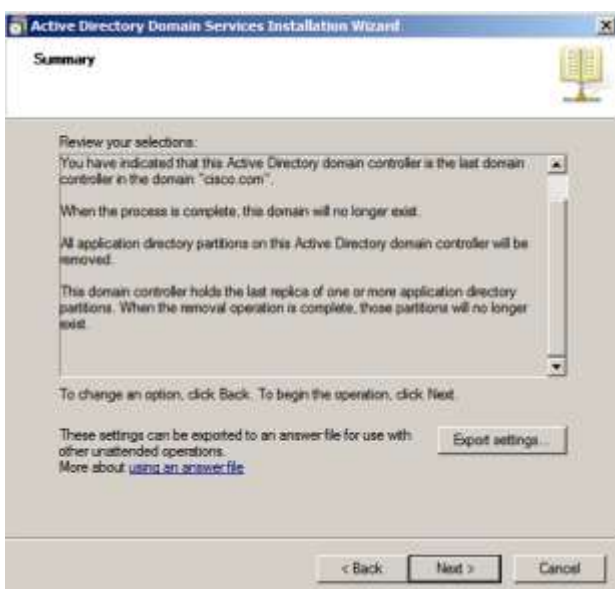 Active Directory Domain Services Installation Wizard
Summary
Review your selections:
You have indicated that this Active Directory domain controller is the last domain
controller in the domain "cisco.com".
When the process is complete, this domain will no longer exist.
All application directory partitions on this Active Directory domain controller will be
removed.
This domain controller holds the last replica of one or more application directory
partitions. When the removal operation is complete, those partitions will no longer
exist.
To change an option, click Back. To begin the operation, click Next.
These settings can be exported to an answer file for use with
other unattended operations.
More about using an answer file
Export settings...
< Back
Next >
Cancel